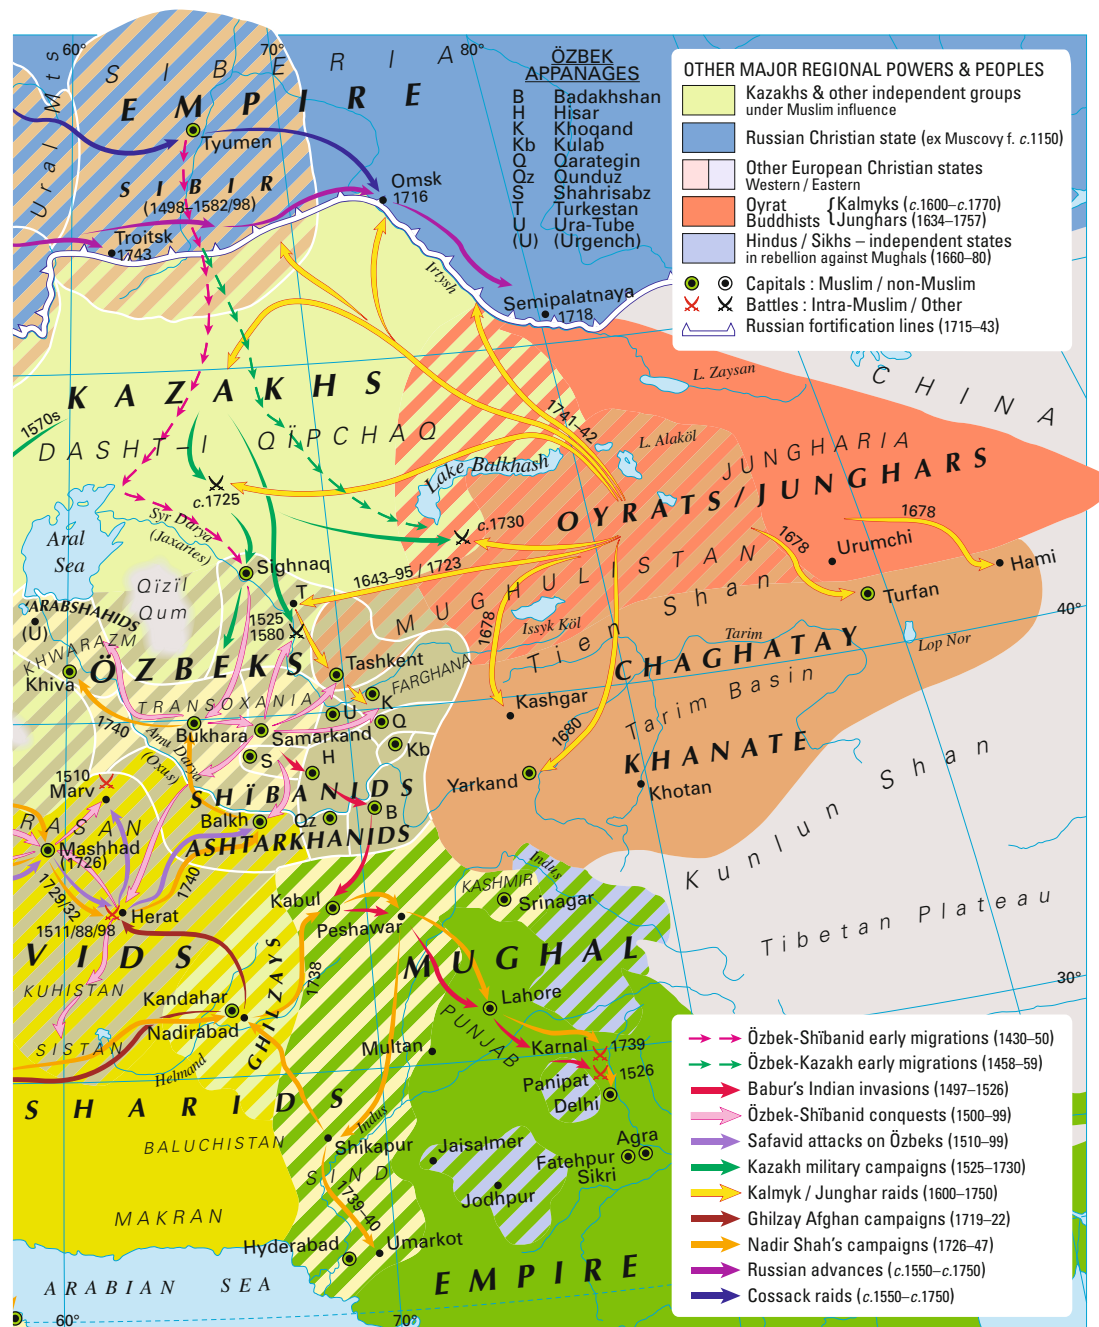 60°
70°
80°
S I B E R I A
E M P I R E
Ural Mts
Tyumen
S I B I R
(1498–1582/98)
Troitsk
1743
Omsk
1716
Irtysh
Semipalatnaya
1718
ÖZBEK
APPANAGES
B Badakhshan
H Hisar
K Khoqand
Kb Kulab
Q Qarategin
Qz Qunduz
S Shahrisabz
T Turkestan
U Ura-Tube
(U) (Urgench)
OTHER MAJOR REGIONAL POWERS & PEOPLES
Kazakhs & other independent groups
under Muslim influence
Russian Christian state (ex Muscovy f. c.1150)
Other European Christian states
Western / Eastern
Oyrat
Buddhists
{
Kalmyks (c.1600–c.1770)
Junghars (1634–1757)
Hindus / Sikhs – independent states
in rebellion against Mughals (1660–80)
Capitals : Muslim / non-Muslim
Battles : Intra-Muslim / Other
Russian fortification lines (1715–43)
K A Z A K H S
1570s
DASHT-I QÏPCHAQ
c.1725
Lake Balkhash
c.1730
1741–42
L. Zaysan
L. Alaköl
C H I N A
JUNGHARIA
OYRATS/JUNGHARS
1678
1678
Urumchi
Hami
Turfan
40°
Lop Nor
Aral
Sea
Syr Darya
(Jaxartes)
Sighnaq
Qïzïl
Qum
1643–95 / 1723
T
1525
1580
MUGHULISTAN
Issyk Köl
1678
Tien Shan
Tarim
ARABSHAHIDS
(U)
KHWARAZM
Khiva
ÖZBEKS
Tashkent
FARGHANA
TRANSOXANIA
Bukhara
Samarkand
U
K
Q
Kb
S
H
1740
Amu Darya
(Oxus)
CHAGHATAY
Tarim Basin
KHANATE
Kashgar
1680
Yarkand
Khotan
Kunlun Shan
Tibetan Plateau
1510
Marv
SHÏBANIDS
Balkh
Qz
B
ASHTARKHANIDS
RASAN
Mashhad
(1726)
1729/32
1740
Herat
1511/88/98
VIDS
KUHISTAN
SISTAN
Kandahar
Nadirabad
Helmand
GHILZAYS
1738
Kabul
Peshawar
KASHMIR
Indus
Srinagar
MUGHAL
Lahore
PUNJAB
Multan
Karnal
1739
Panipat
1526
Delhi
30°
SHARIDS
BALUCHISTAN
MAKRAN
Indus
Shikapur
SIND
1739–40
Jaisalmer
Jodhpur
Agra
Fatehpur
Sikri
Hyderabad
Umarkot
EMPIRE
ARABIAN SEA
60°
70°
Özbek-Shïbanid early migrations (1430–50)
Özbek-Kazakh early migrations (1458–59)
Babur's Indian invasions (1497–1526)
Özbek-Shïbanid conquests (1500–99)
Safavid attacks on Özbeks (1510–99)
Kazakh military campaigns (1525–1730)
Kalmyk / Junghar raids (1600–1750)
Ghilzay Afghan campaigns (1719–22)
Nadir Shah's campaigns (1726–47)
Russian advances (c.1550–c.1750)
Cossack raids (c.1550–c.1750)